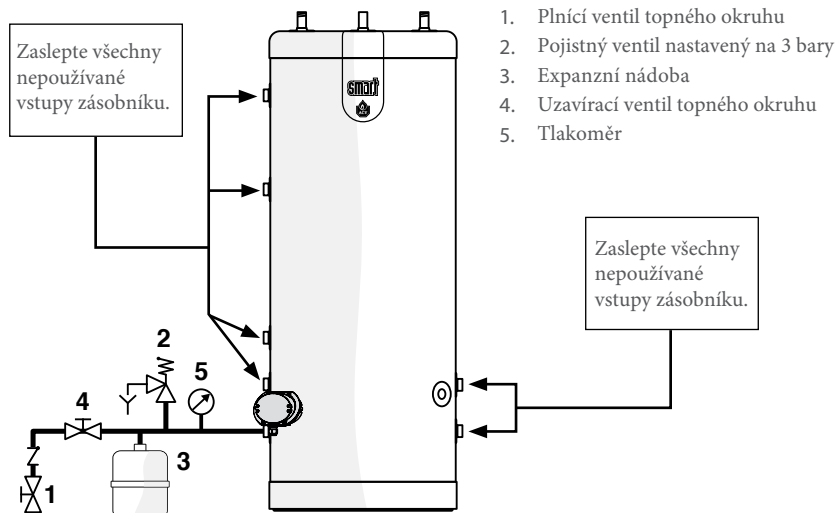 1. Plnící ventil topného okruhu
2. Pojistný ventil nastavený na 3 bary
3. Expanzní nádoba
4. Uzavírací ventil topného okruhu
5. Tlakoměr
Zaslepte všechny
nepoužívané
vstupy zásobníku.
smart
ACV
Zaslepte všechny
nepoužívané
vstupy zásobníku.
2
5
4
3
1